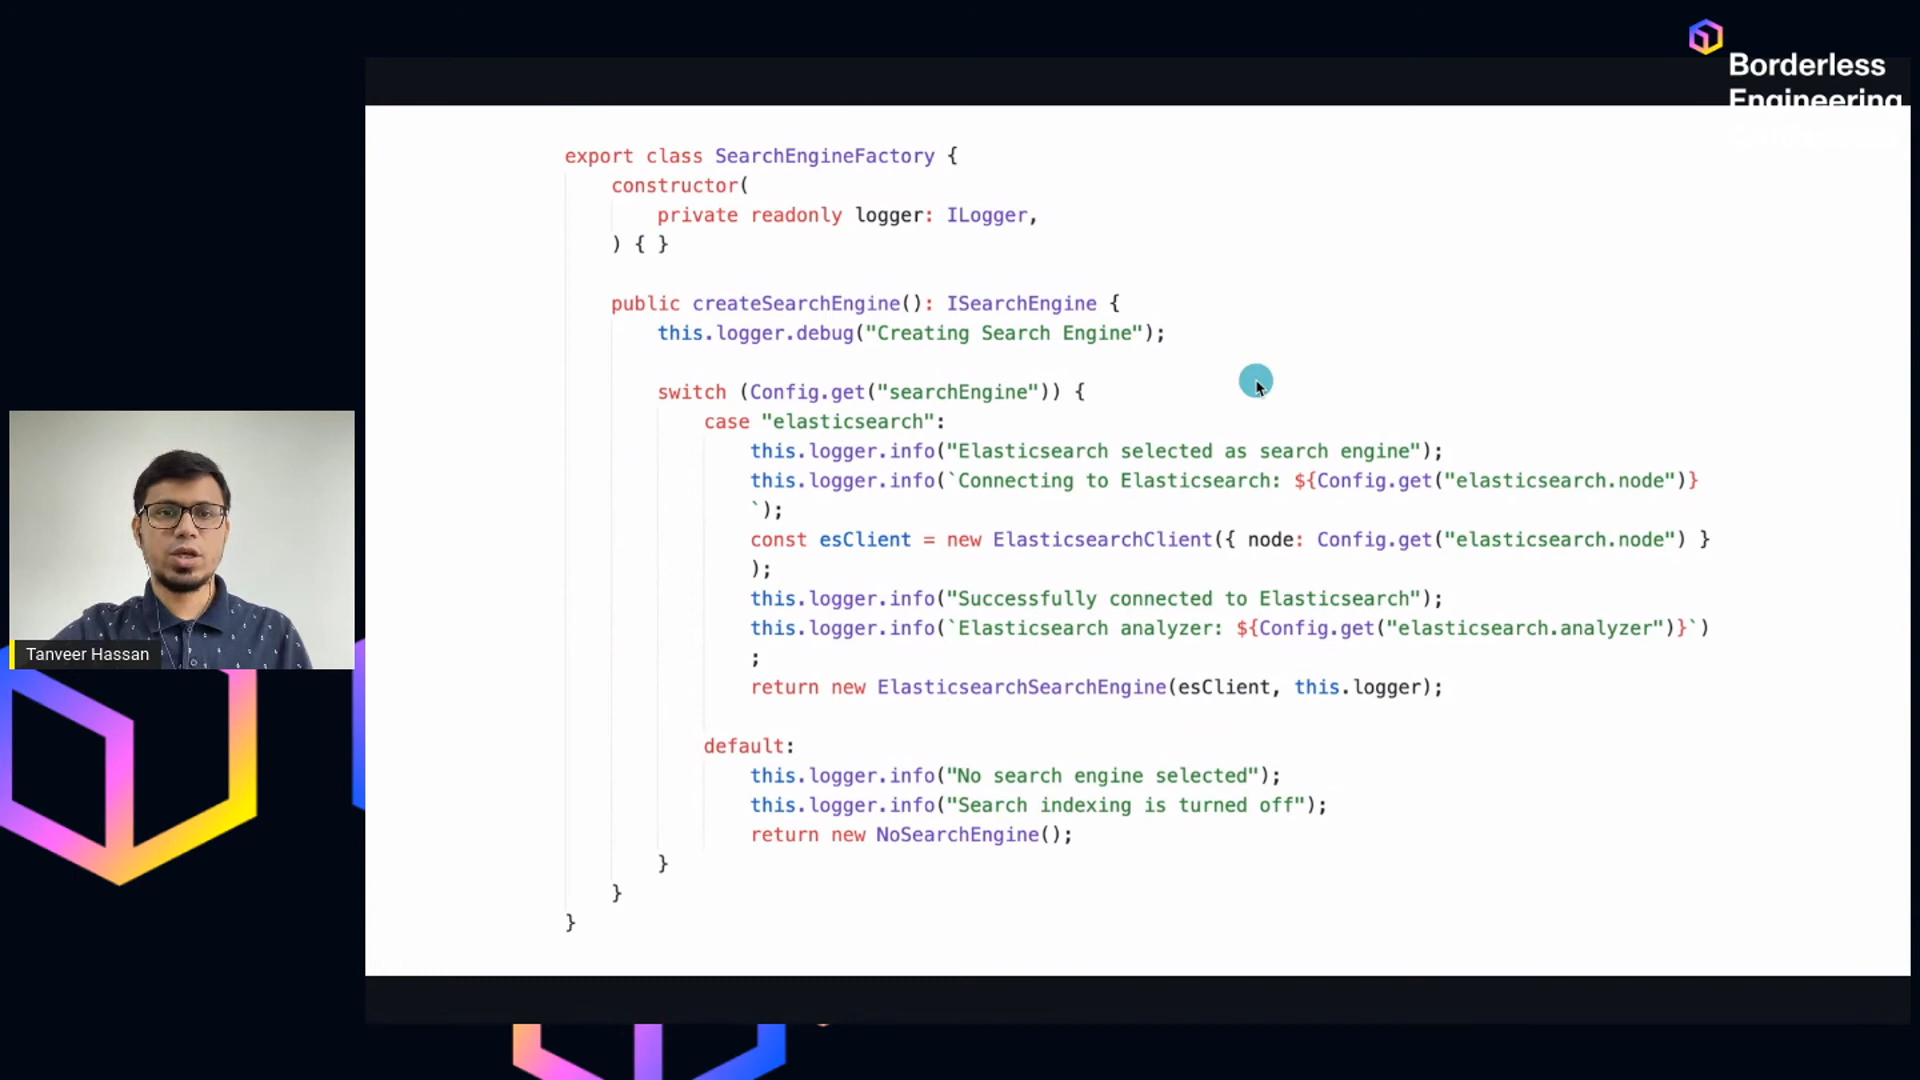 Borderless
Engineering
export class SearchEngineFactory {
constructor(
private readonly logger: ILogger,
) { }
public createSearchEngine(): ISearchEngine {
this.logger.debug("Creating Search Engine");
switch (Config.get("searchEngine")) {
case "elasticsearch":
this.logger.info("Elasticsearch selected as search engine");
this.logger.info(`Connecting to Elasticsearch: ${Config.get("elasticsearch.node")}
`);
const esClient = new ElasticsearchClient({ node: Config.get("elasticsearch.node") }
);
this.logger.info("Successfully connected to Elasticsearch");
this.logger.info(`Elasticsearch analyzer: ${Config.get("elasticsearch.analyzer")}`)
;
return new ElasticsearchSearchEngine(esClient, this.logger);
default:
this.logger.info("No search engine selected");
this.logger.info("Search indexing is turned off");
return new NoSearchEngine();
}
}
}
Tanveer Hassan